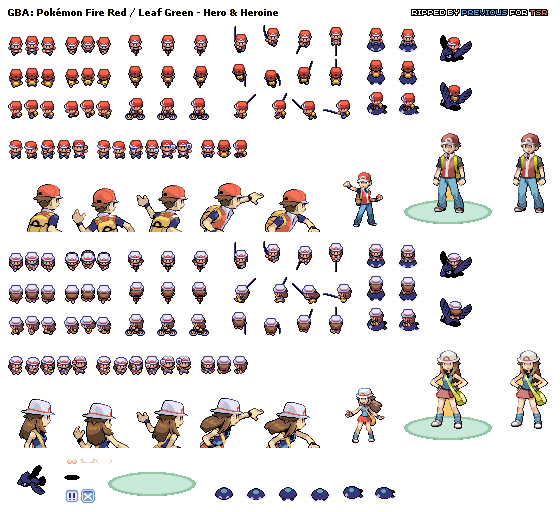 GBA: Pokémon Fire Red / Leaf Green - Hero & Heroine
RIPPED BY PREVIOUS FOR TSR